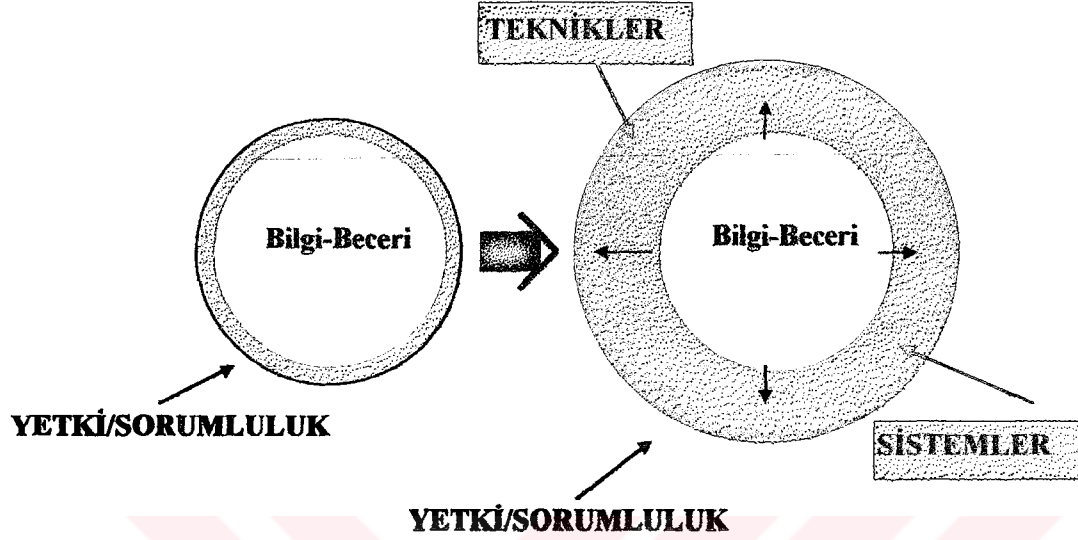 TEKNİKLER
Bilgi-Beceri
Bilgi-Beceri
YETKİ/SORUMLULUK
SİSTEMLER
YETKİ/SORUMLULUK